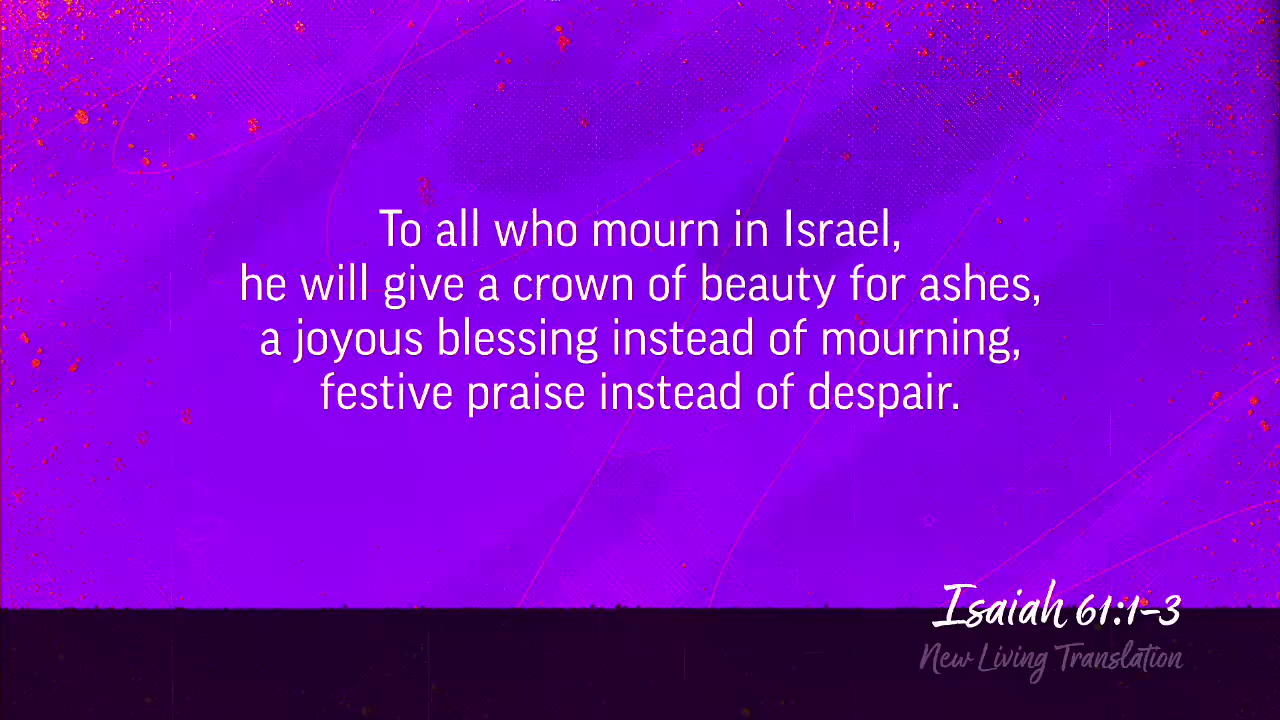 To all who mourn in Israel,
he will give a crown of beauty for ashes,
a joyous blessing instead of mourning,
festive praise instead of despair.
Isaiah 61:1-3
New Living Translation